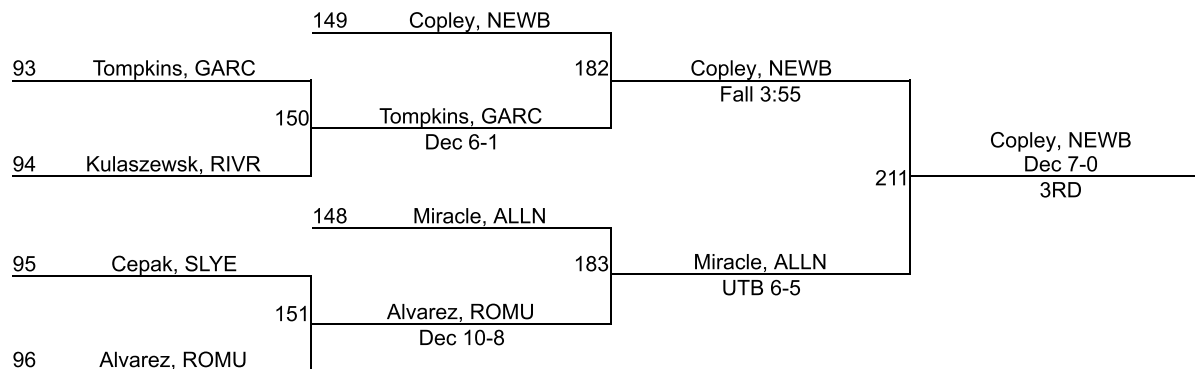 149 Copley, NEWB
93 Tompkins, GARC
182 Copley, NEWB
Fall 3:55
150 Tompkins, GARC
Dec 6-1
94 Kulaszewsk, RIVR
Copley, NEWB
211 Dec 7-0
3RD
148 Miracle, ALLN
95 Cepak, SLYE
183 Miracle, ALLN
UTB 6-5
151 Alvarez, ROMU
Dec 10-8
96 Alvarez, ROMU